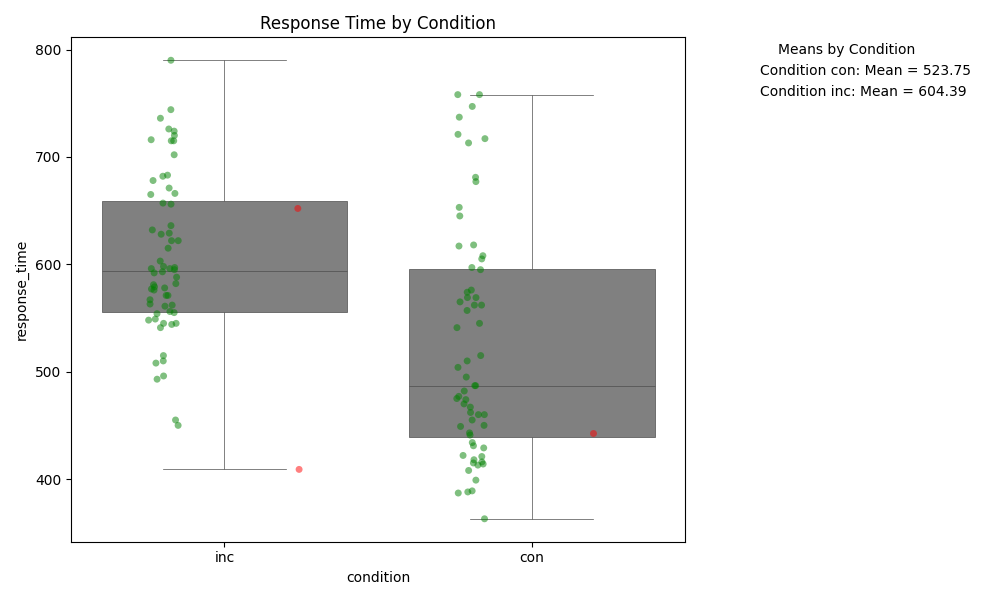 Response Time by Condition
Means by Condition
Condition con: Mean = 523.75
Condition inc: Mean = 604.39
800
700
600
500
400
response_time
inc
con
condition